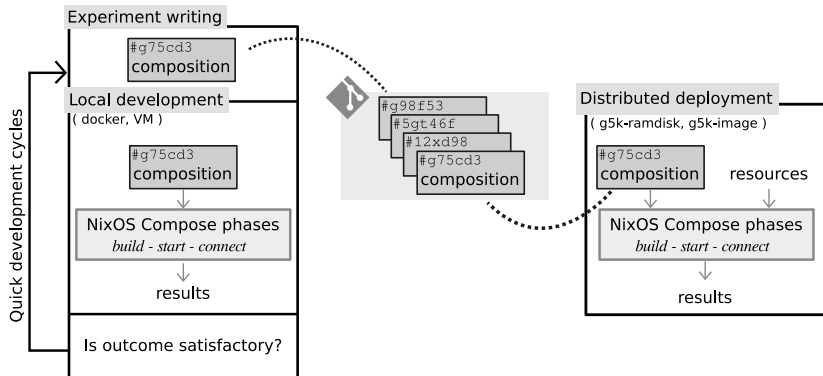 Experiment writing
#g75cd3
composition
Local development
( docker, VM )
#g75cd3
composition
NixOS Compose phases
build - start - connect
results
Is outcome satisfactory?
Quick development cycles
#g98f53
#5gt46f
#12xd98
#g75cd3
composition
Distributed deployment
( g5k-ramdisk, g5k-image )
#g75cd3
composition
resources
NixOS Compose phases
build - start - connect
results